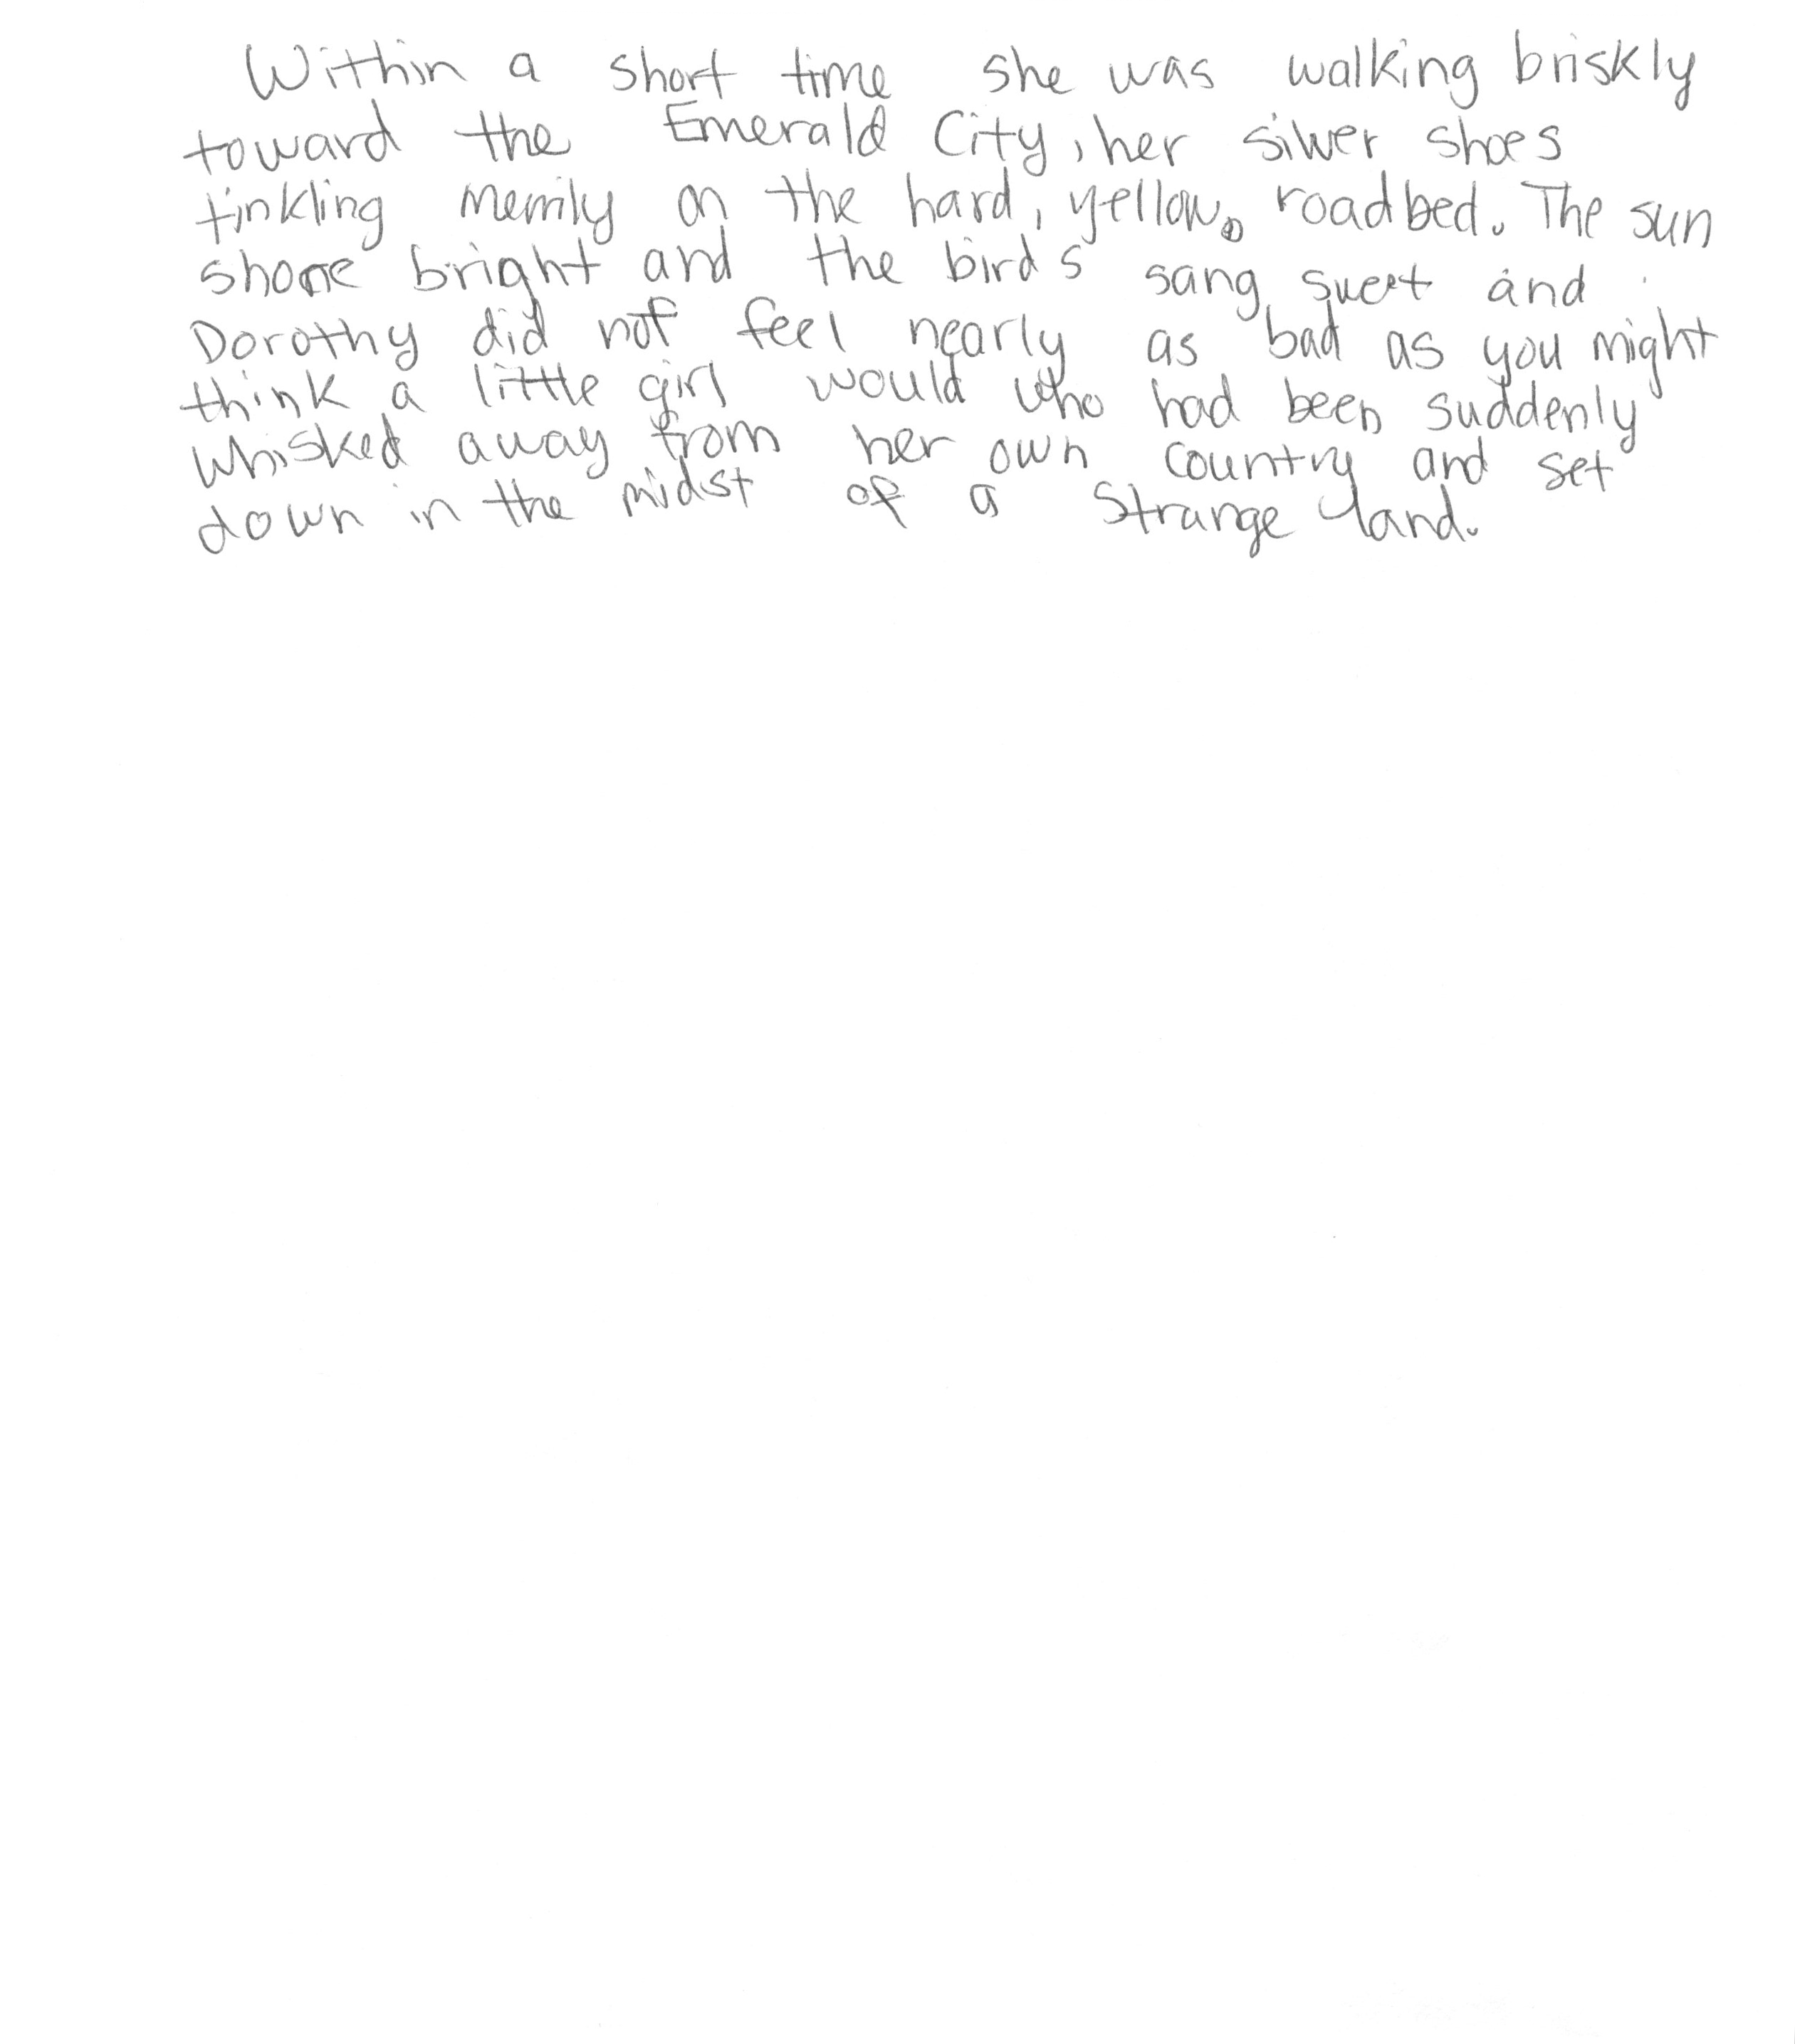 Within a short time she was walking briskly
toward the Emerald City, her silver shoes
tinkling merrily on the hard, yellow roadbed. The sun
shone bright and the birds sang sweet and
Dorothy did not feel nearly as bad as you might
think a little girl would who had been suddenly
whisked away from her own country and set
down in the midst of a strange land.